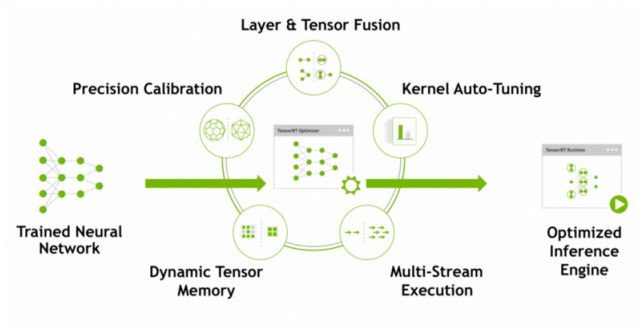 Layer & Tensor Fusion
Precision Calibration
Kernel Auto-Tuning
TensorRT Optimizer
TensorRT Runtime
Trained Neural
Network
Optimized
Inference
Engine
Dynamic Tensor
Memory
Multi-Stream
Execution